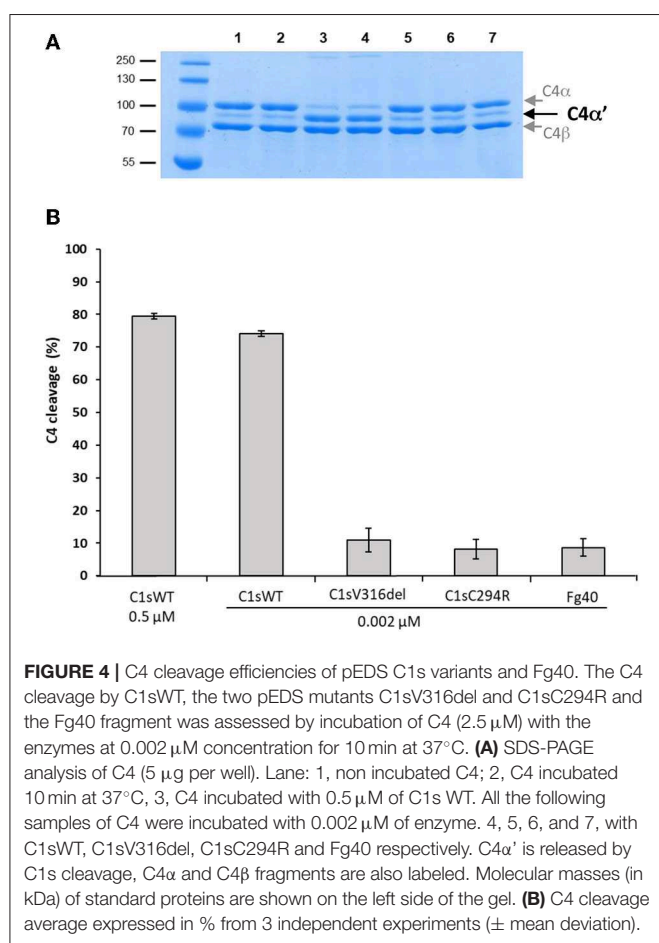 A
1 2 3 4 5 6 7
250
130
100
70
55
C4α
C4α'
C4β
B
C4 cleavage (%)
100
90
80
70
60
50
40
30
20
10
0
C1sWT
0.5 µM
C1sWT C1sV316del C1sC294R Fg40
0.002 µM
FIGURE 4 | C4 cleavage efficiencies of pEDS C1s variants and Fg40. The C4
cleavage by C1sWT, the two pEDS mutants C1sV316del and C1sC294R and
the Fg40 fragment was assessed by incubation of C4 (2.5 µM) with the
enzymes at 0.002 µM concentration for 10 min at 37°C. (A) SDS-PAGE
analysis of C4 (5 µg per well). Lane: 1, non incubated C4; 2, C4 incubated
10 min at 37°C, 3, C4 incubated with 0.5 µM of C1s WT. All the following
samples of C4 were incubated with 0.002 µM of enzyme. 4, 5, 6, and 7, with
C1sWT, C1sV316del, C1sC294R and Fg40 respectively. C4α' is released by
C1s cleavage, C4α and C4β fragments are also labeled. Molecular masses (in
kDa) of standard proteins are shown on the left side of the gel. (B) C4 cleavage
average expressed in % from 3 independent experiments (± mean deviation).